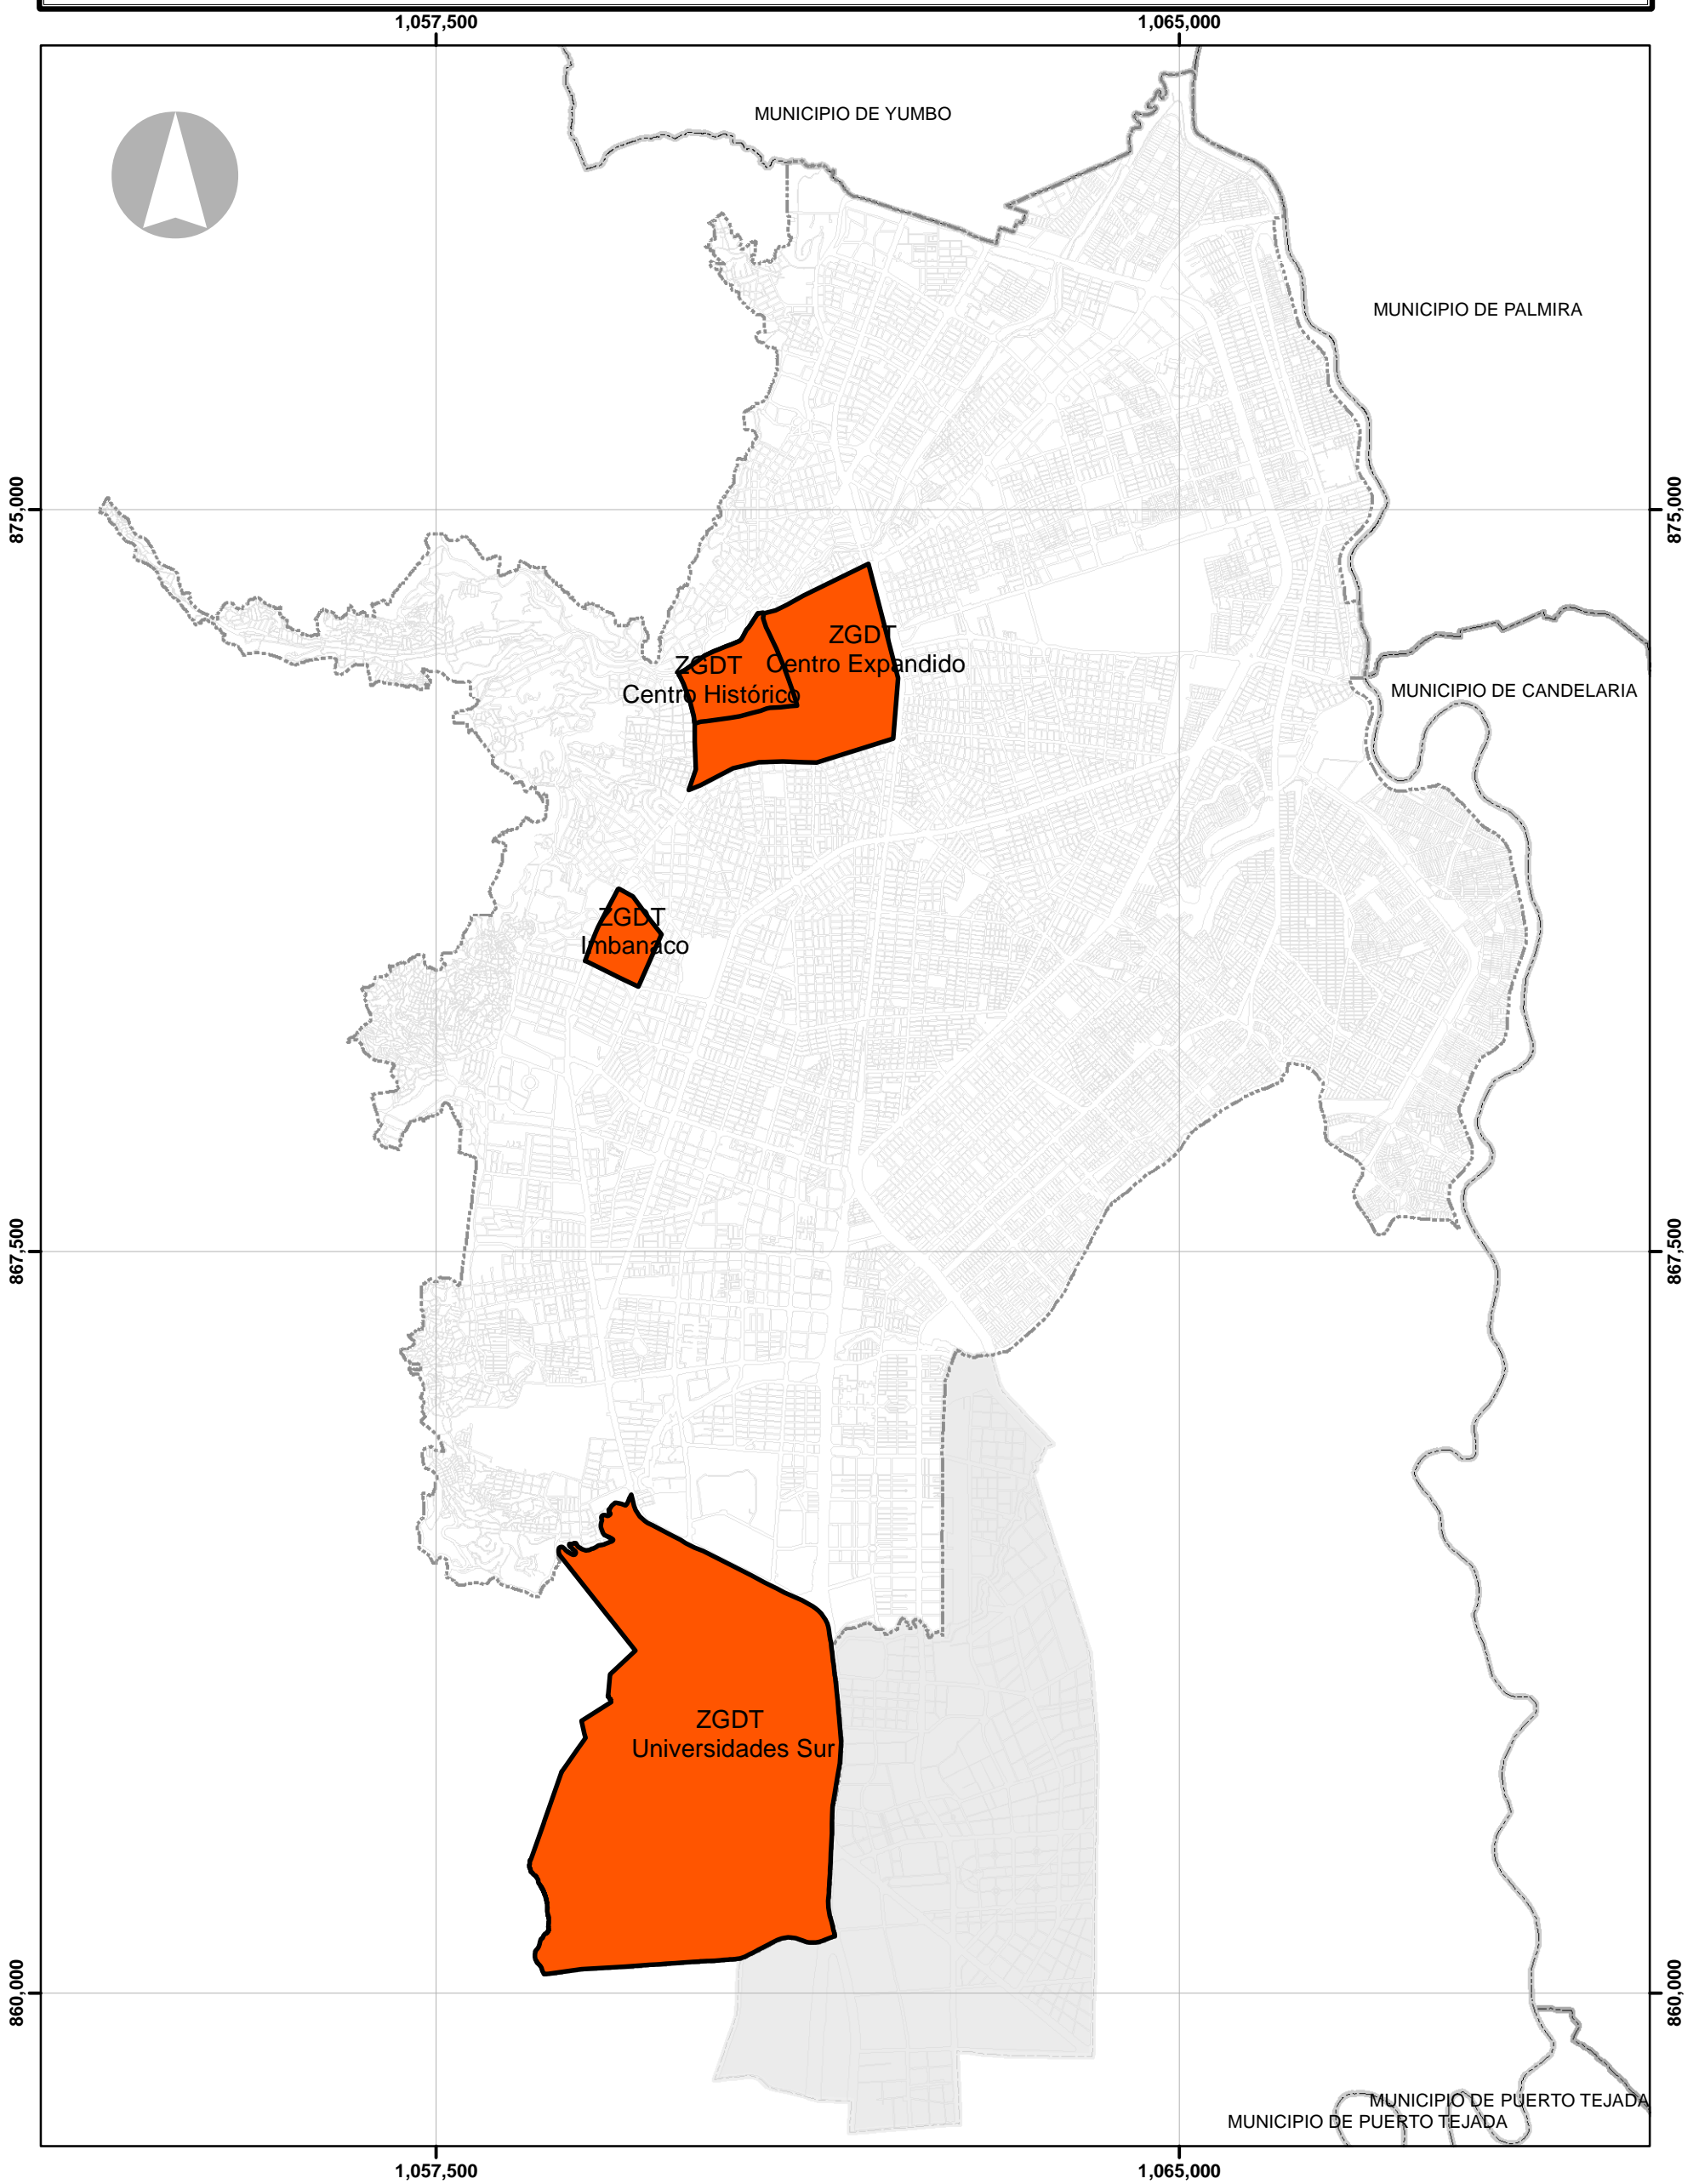 1,057,500
1,065,000
MUNICIPIO DE YUMBO
MUNICIPIO DE PALMIRA
875,000
875,000
ZGDT
Centro Expandido
ZGDT
Centro Histórico
MUNICIPIO DE CANDELARIA
ZGDT
Imbanaco
867,500
867,500
ZGDT
Universidades Sur
860,000
860,000
MUNICIPIO DE PUERTO TEJADA
MUNICIPIO DE PUERTO TEJADA
1,057,500
1,065,000